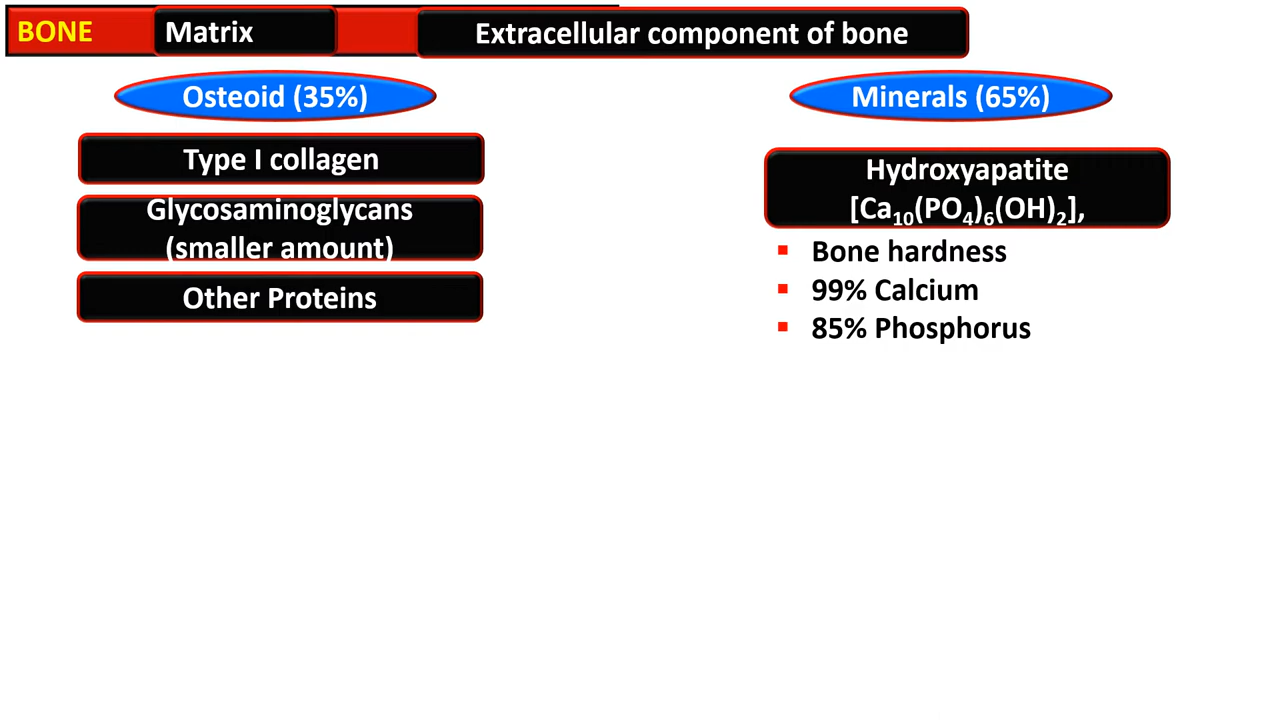 BONE
Matrix
Extracellular component of bone
Osteoid (35%)
Type I collagen
Glycosaminoglycans
(smaller amount)
Other Proteins
Minerals (65%)
Hydroxyapatite
[Ca₁₀(PO₄)₆(OH)₂],
▪ Bone hardness
▪ 99% Calcium
▪ 85% Phosphorus